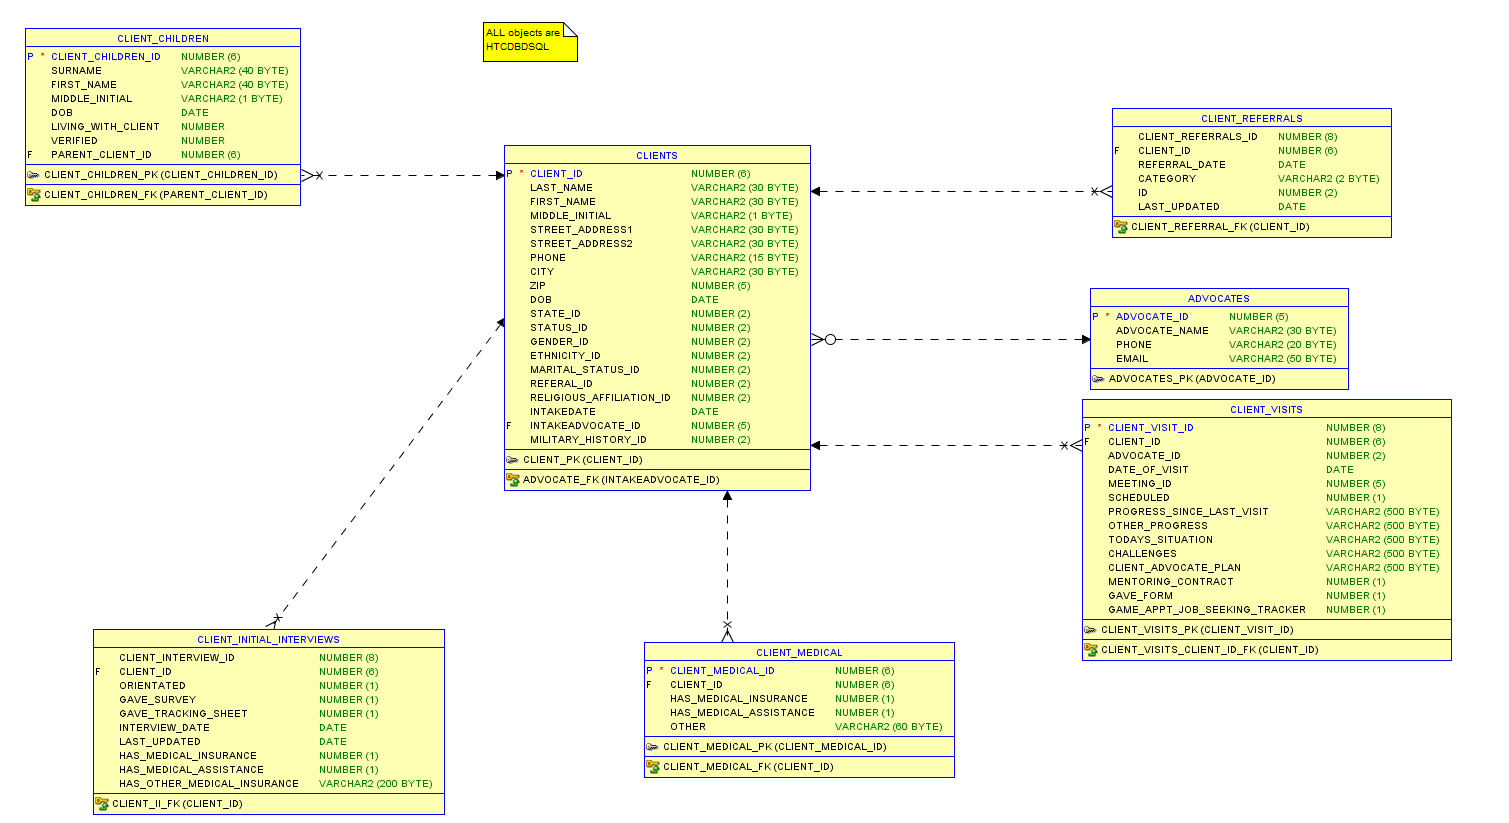 CLIENT_CHILDREN
P * CLIENT_CHILDREN_ID NUMBER (6)
SURNAME VARCHAR2 (40 BYTE)
FIRST_NAME VARCHAR2 (40 BYTE)
MIDDLE_INITIAL VARCHAR2 (1 BYTE)
DOB DATE
LIVING_WITH_CLIENT NUMBER
VERIFIED NUMBER
F PARENT_CLIENT_ID NUMBER (6)
CLIENT_CHILDREN_PK (CLIENT_CHILDREN_ID)
CLIENT_CHILDREN_FK (PARENT_CLIENT_ID)
ALL objects are
HTCDBDSQL
CLIENTS
P * CLIENT_ID NUMBER (6)
LAST_NAME VARCHAR2 (30 BYTE)
FIRST_NAME VARCHAR2 (30 BYTE)
MIDDLE_INITIAL VARCHAR2 (1 BYTE)
STREET_ADDRESS1 VARCHAR2 (30 BYTE)
STREET_ADDRESS2 VARCHAR2 (30 BYTE)
PHONE VARCHAR2 (15 BYTE)
CITY VARCHAR2 (30 BYTE)
ZIP NUMBER (5)
DOB DATE
STATE_ID NUMBER (2)
STATUS_ID NUMBER (2)
GENDER_ID NUMBER (2)
ETHNICITY_ID NUMBER (2)
MARITAL_STATUS_ID NUMBER (2)
REFERAL_ID NUMBER (2)
RELIGIOUS_AFFILIATION_ID NUMBER (2)
INTAKEDATE DATE
F INTAKEADVOCATE_ID NUMBER (5)
MILITARY_HISTORY_ID NUMBER (2)
CLIENT_PK (CLIENT_ID)
ADVOCATE_FK (INTAKEADVOCATE_ID)
CLIENT_REFERRALS
CLIENT_REFERRALS_ID NUMBER (8)
F CLIENT_ID NUMBER (6)
REFERRAL_DATE DATE
CATEGORY VARCHAR2 (2 BYTE)
ID NUMBER (2)
LAST_UPDATED DATE
CLIENT_REFERRAL_FK (CLIENT_ID)
ADVOCATES
P * ADVOCATE_ID NUMBER (5)
ADVOCATE_NAME VARCHAR2 (30 BYTE)
PHONE VARCHAR2 (20 BYTE)
EMAIL VARCHAR2 (50 BYTE)
ADVOCATES_PK (ADVOCATE_ID)
CLIENT_VISITS
P * CLIENT_VISIT_ID NUMBER (8)
F CLIENT_ID NUMBER (6)
ADVOCATE_ID NUMBER (2)
DATE_OF_VISIT DATE
MEETING_ID NUMBER (5)
SCHEDULED NUMBER (1)
PROGRESS_SINCE_LAST_VISIT VARCHAR2 (500 BYTE)
OTHER_PROGRESS VARCHAR2 (500 BYTE)
TODAYS_SITUATION VARCHAR2 (500 BYTE)
CHALLENGES VARCHAR2 (500 BYTE)
CLIENT_ADVOCATE_PLAN VARCHAR2 (500 BYTE)
MENTORING_CONTRACT NUMBER (1)
GAVE_FORM NUMBER (1)
GAME_APPT_JOB_SEEKING_TRACKER NUMBER (1)
CLIENT_VISITS_PK (CLIENT_VISIT_ID)
CLIENT_VISITS_CLIENT_ID_FK (CLIENT_ID)
CLIENT_INITIAL_INTERVIEWS
CLIENT_INTERVIEW_ID NUMBER (8)
F CLIENT_ID NUMBER (6)
ORIENTATED NUMBER (1)
GAVE_SURVEY NUMBER (1)
GAVE_TRACKING_SHEET NUMBER (1)
INTERVIEW_DATE DATE
LAST_UPDATED DATE
HAS_MEDICAL_INSURANCE NUMBER (1)
HAS_MEDICAL_ASSISTANCE NUMBER (1)
HAS_OTHER_MEDICAL_INSURANCE VARCHAR2 (200 BYTE)
CLIENT_II_FK (CLIENT_ID)
CLIENT_MEDICAL
P * CLIENT_MEDICAL_ID NUMBER (6)
F CLIENT_ID NUMBER (6)
HAS_MEDICAL_INSURANCE NUMBER (1)
HAS_MEDICAL_ASSISTANCE NUMBER (1)
OTHER VARCHAR2 (60 BYTE)
CLIENT_MEDICAL_PK (CLIENT_MEDICAL_ID)
CLIENT_MEDICAL_FK (CLIENT_ID)